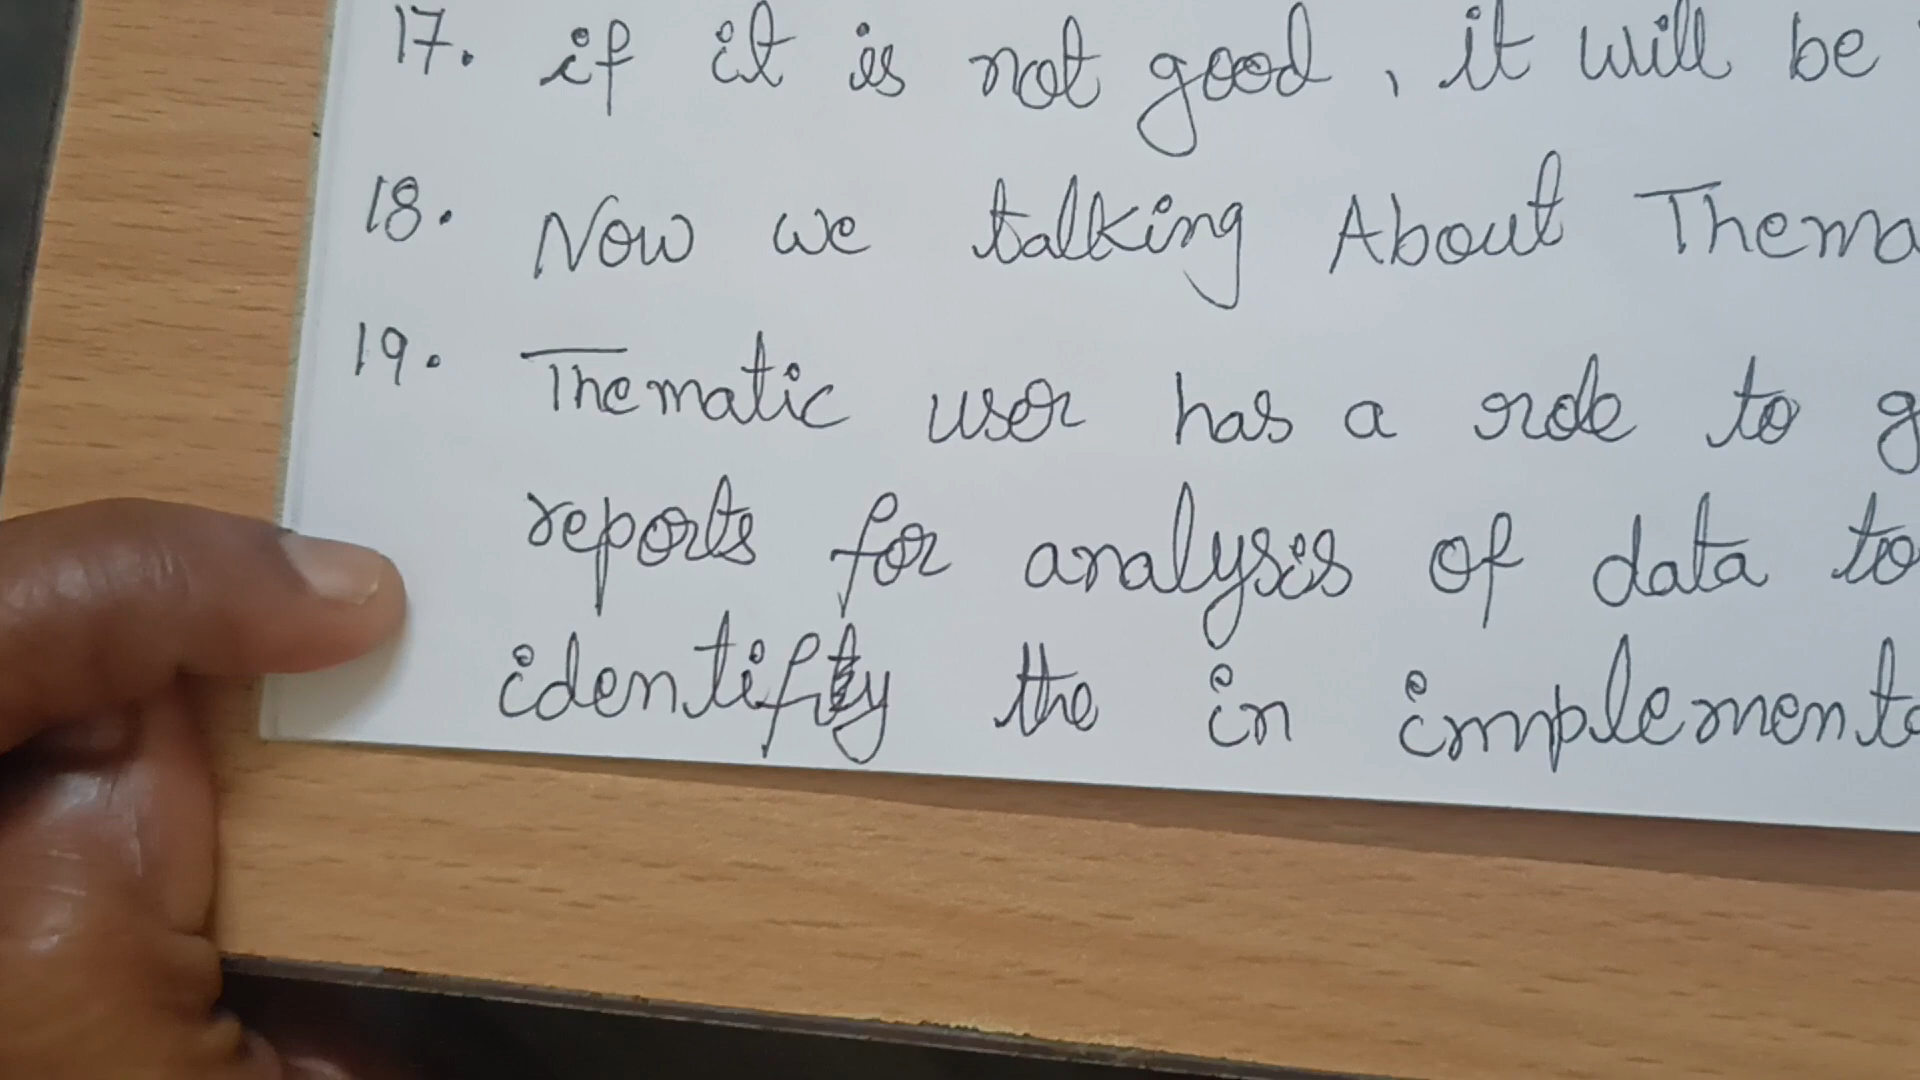 17. if it is not good, it will be
18. Now we talking About Thema
19. Thematic user has a role to g
reports for analysis of data to
identify the in implementa